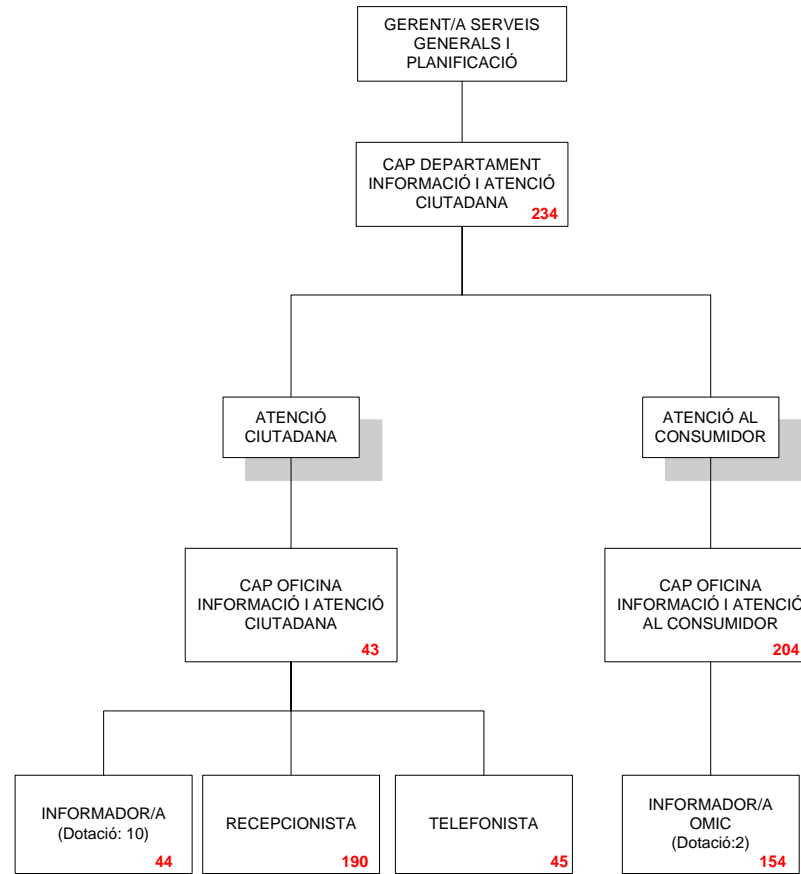 GERENT/A SERVEIS
GENERALS I
PLANIFICACIÓ
CAP DEPARTAMENT
INFORMACIÓ I ATENCIÓ
CIUTADANA
234
ATENCIÓ
CIUTADANA
ATENCIÓ AL
CONSUMIDOR
CAP OFICINA
INFORMACIÓ I ATENCIÓ
CIUTADANA
43
CAP OFICINA
INFORMACIÓ I ATENCIÓ
AL CONSUMIDOR
204
INFORMADOR/A
(Dotació: 10)
44
RECEPCIONISTA
190
TELEFONISTA
45
INFORMADOR/A
OMIC
(Dotació:2)
154